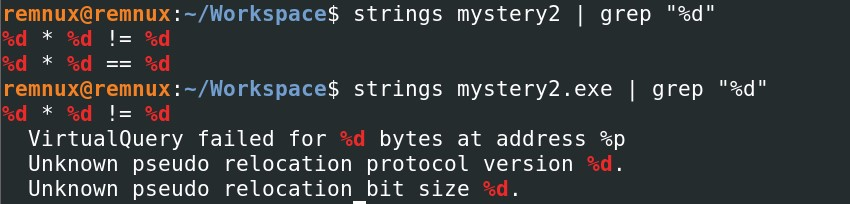 remnux@remnux:~/Workspace$ strings mystery2 | grep "%d"
%d * %d != %d
%d * %d == %d
remnux@remnux:~/Workspace$ strings mystery2.exe | grep "%d"
%d * %d != %d
  VirtualQuery failed for %d bytes at address %p
  Unknown pseudo relocation protocol version %d.
  Unknown pseudo relocation bit size %d.